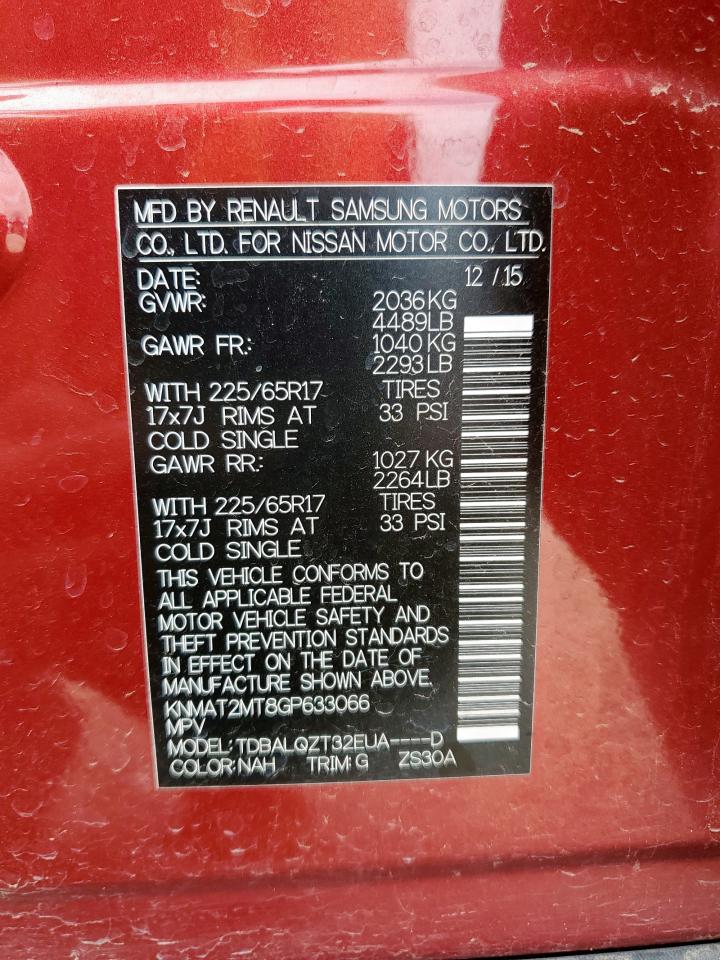 MFD BY RENAULT SAMSUNG MOTORS
CO., LTD. FOR NISSAN MOTOR CO., LTD.
DATE: 12 / 15
GVWR: 2036KG
4489LB
GAWR FR: 1040 KG
2293LB
WITH 225/65R17 TIRES
17x7J RIMS AT 33 PSI
COLD SINGLE
GAWR RR: 1027 KG
2264LB
WITH 225/65R17 TIRES
17x7J RIMS AT 33 PSI
COLD SINGLE
THIS VEHICLE CONFORMS TO
ALL APPLICABLE FEDERAL
MOTOR VEHICLE SAFETY AND
THEFT PREVENTION STANDARDS
IN EFFECT ON THE DATE OF
MANUFACTURE SHOWN ABOVE.
KNMAT2MT8GP633066
MPV
MODEL: TDBALQZT32EUA----D
COLOR: NAH TRIM: G ZS30A